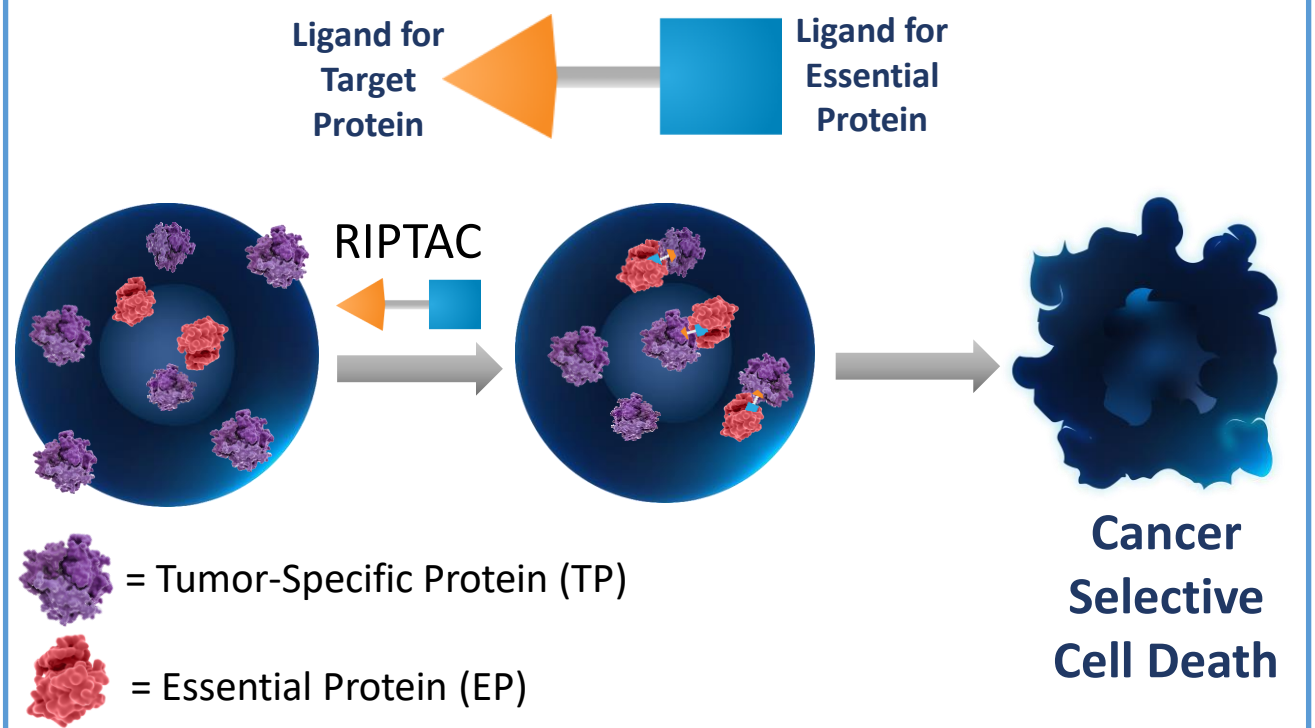 Ligand for
Target
Protein
Ligand for
Essential
Protein
RIPTAC
= Tumor-Specific Protein (TP)
= Essential Protein (EP)
Cancer
Selective
Cell Death